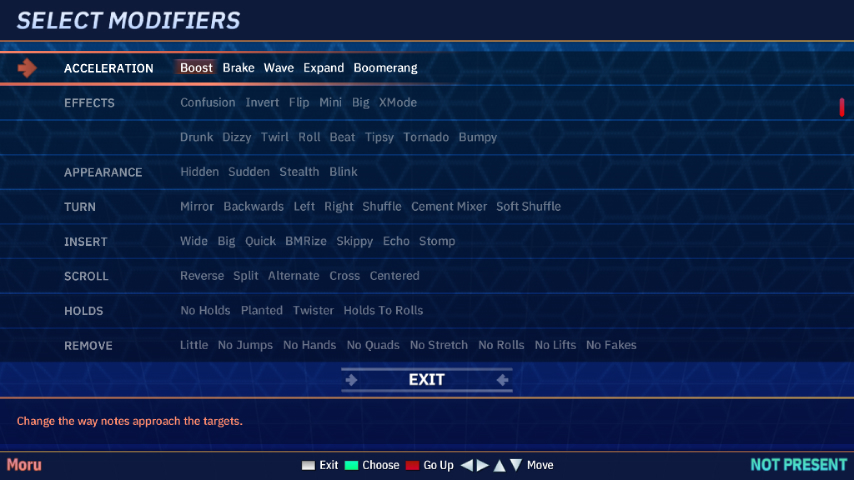 SELECT MODIFIERS
ACCELERATION Boost Brake Wave Expand Boomerang
EFFECTS Confusion Invert Flip Mini Big XMode
Drunk Dizzy Twirl Roll Beat Tipsy Tornado Bumpy
APPEARANCE Hidden Sudden Stealth Blink
TURN Mirror Backwards Left Right Shuffle Cement Mixer Soft Shuffle
INSERT Wide Big Quick BMRize Skippy Echo Stomp
SCROLL Reverse Split Alternate Cross Centered
HOLDS No Holds Planted Twister Holds To Rolls
REMOVE Little No Jumps No Hands No Quads No Stretch No Rolls No Lifts No Fakes
EXIT
Change the way notes approach the targets.
Moru Exit Choose Go Up Move NOT PRESENT